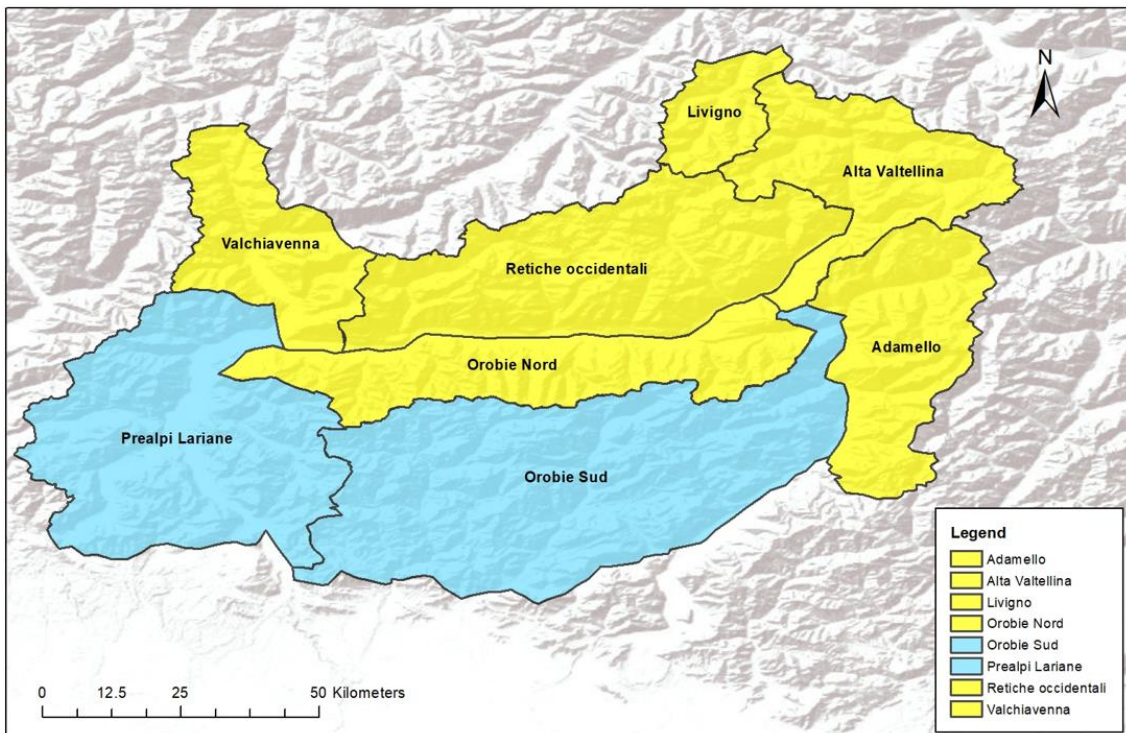 N
Livigno
Alta Valtellina
Valchiavenna
Retiche occidentali
Adamello
Orobie Nord
Prealpi Lariane
Orobie Sud
Legend
Adamello
Alta Valtellina
Livigno
Orobie Nord
Orobie Sud
Prealpi Lariane
Retiche occidentali
Valchiavenna
0 12.5 25 50 Kilometers